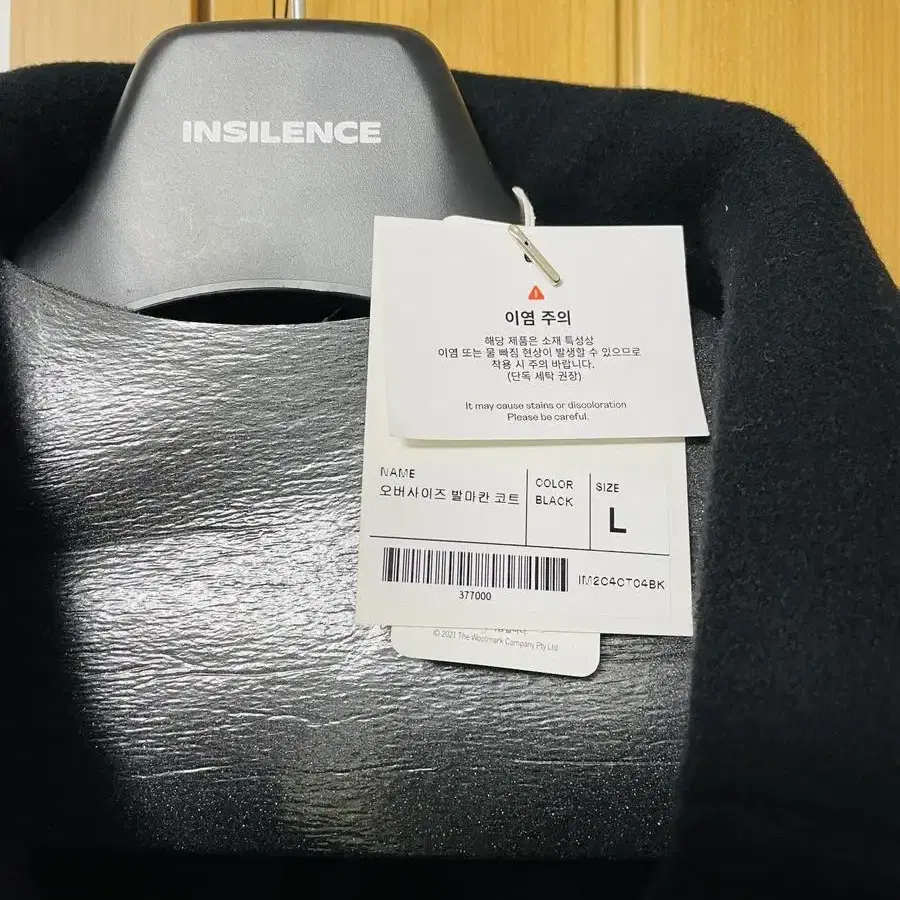 INSILENCE
이염 주의
해당 제품은 소재 특성상
이염 또는 물 빠짐 현상이 발생할 수 있으므로
착용 시 주의 바랍니다.
(단독 세탁 권장)
It may cause stains or discoloration
Please be careful.
NAME
오버사이즈 발마칸 코트
COLOR
BLACK
SIZE
L
377000
IM2C4CT04BK
© 2021 The Woolmark Company Pty Ltd